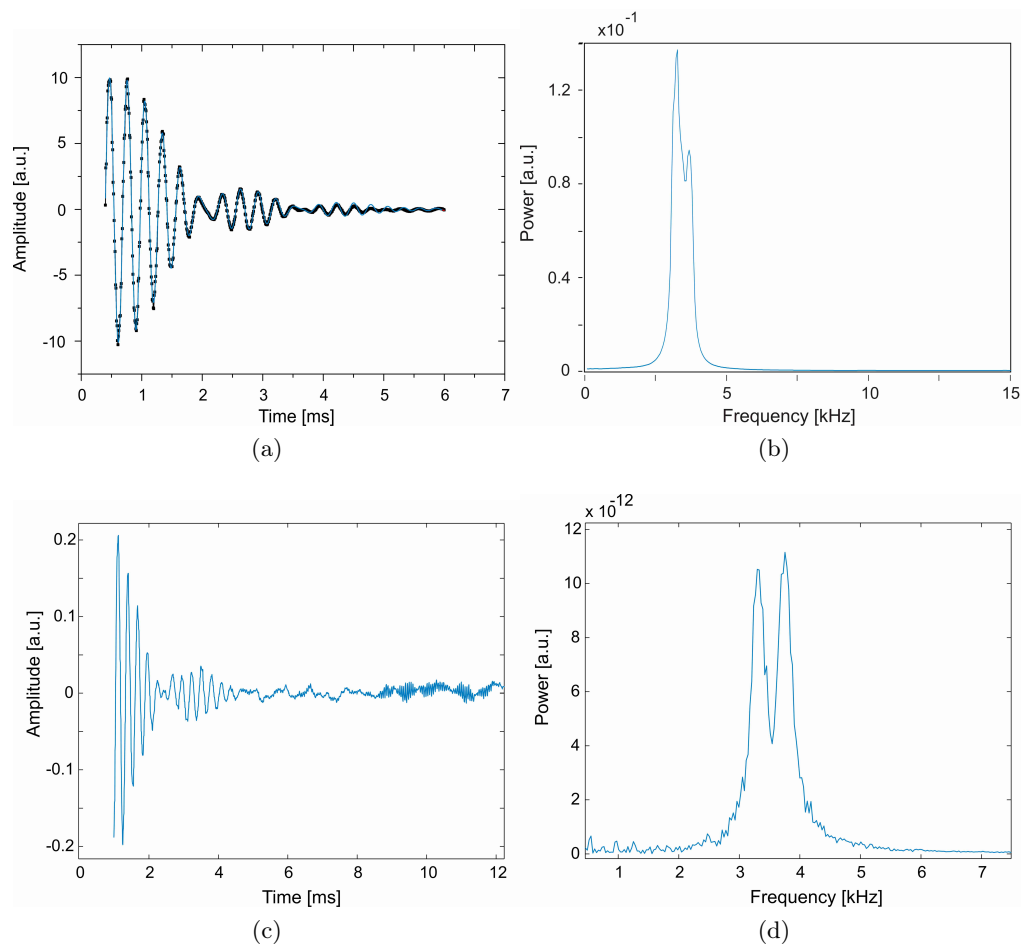 10
5
0
-5
-10
0 1 2 3 4 5 6 7
Amplitude [a.u.]
Time [ms]
(a)
x10-1
1.2
0.8
0.4
0
0 5 10 15
Power [a.u.]
Frequency [kHz]
(b)
0.2
0.1
0
-0.1
-0.2
0 2 4 6 8 10 12
Amplitude [a.u.]
Time [ms]
(c)
x 10-12
12
10
8
6
4
2
0
1 2 3 4 5 6 7
Power [a.u.]
Frequency [kHz]
(d)